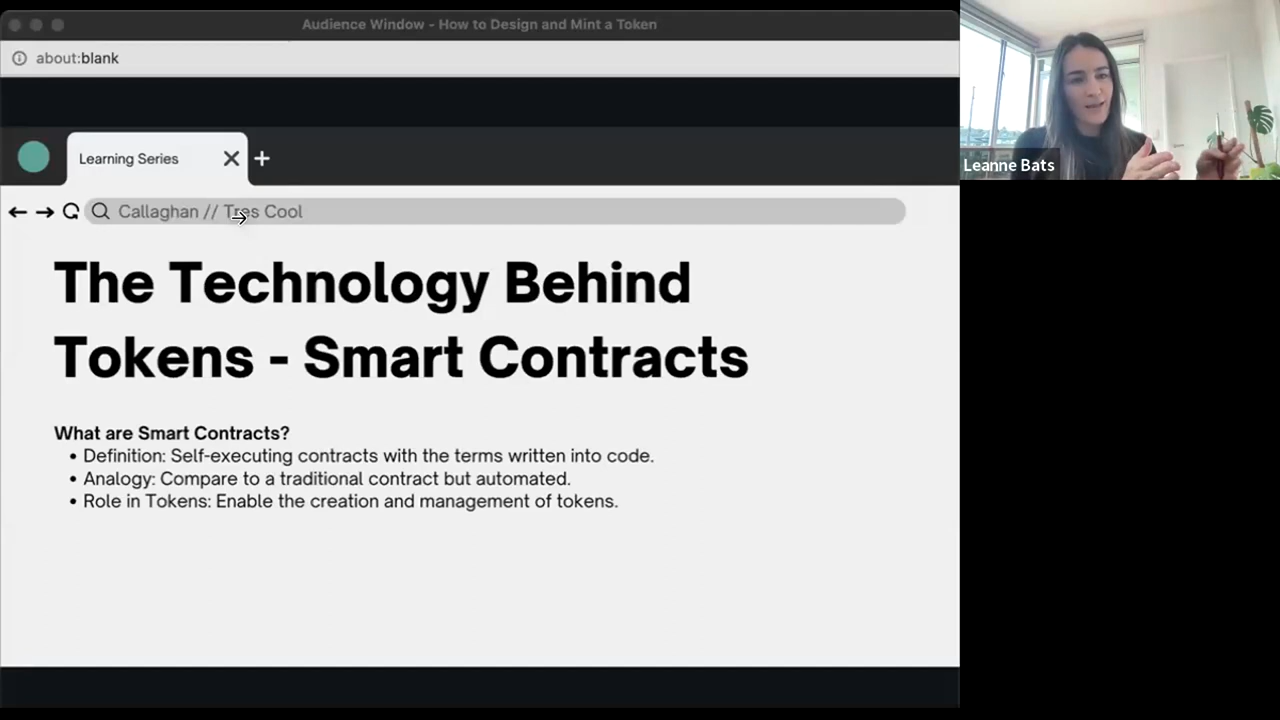 Audience Window - How to Design and Mint a Token
about:blank
Leanne Bats
Learning Series
Callaghan // Tres Cool
The Technology Behind
Tokens - Smart Contracts
What are Smart Contracts?
• Definition: Self-executing contracts with the terms written into code.
• Analogy: Compare to a traditional contract but automated.
• Role in Tokens: Enable the creation and management of tokens.